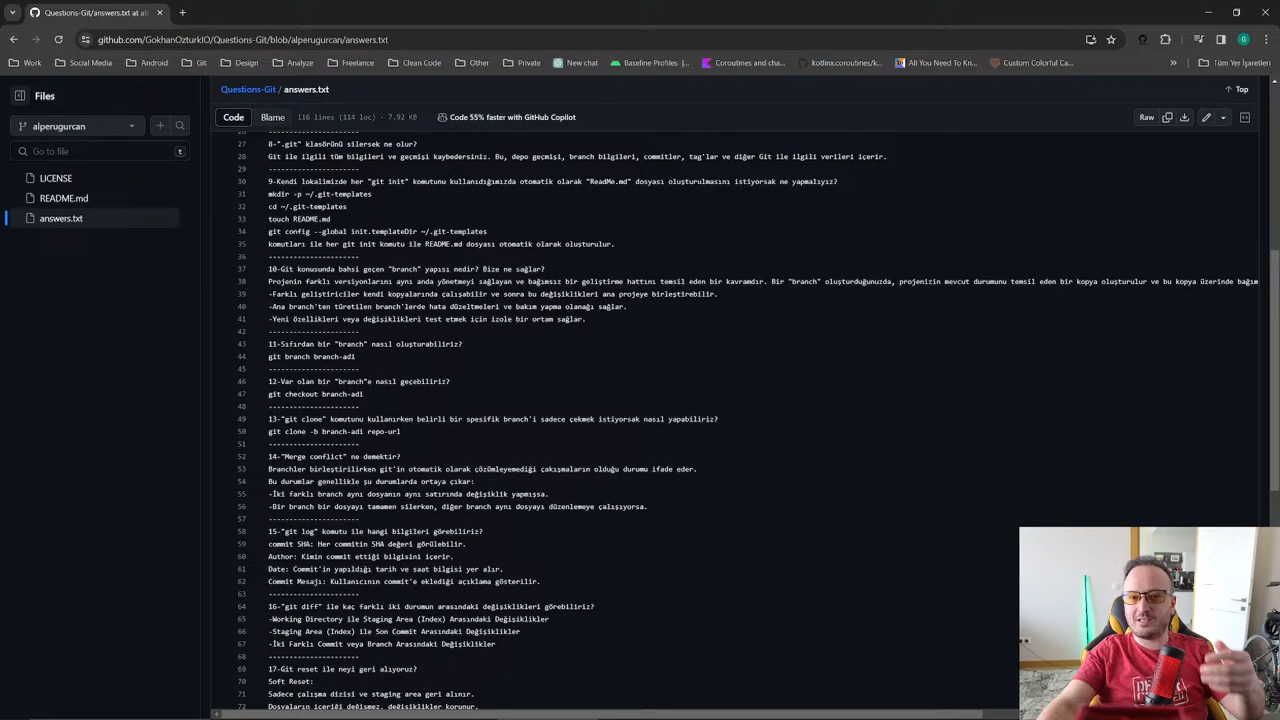 GokhanOzturkIO/Questions-Git/answers.txt at al
github.com/GokhanOzturkIO/Questions-Git/blob/alperugurcan/answers.txt
G
Work
Social Media
Android
Git
Design
Analyze
Freelance
Clean Code
Other
Private
New chat
Baseline Profiles |...
Coroutines and cha...
kotlinx.coroutines/k...
All You Need To Kn...
Custom Colorful Ca...
»
Tüm Yer İşaretleri
Files
alperugurcan
Go to file
t
LICENSE
README.md
answers.txt
Questions-Git / answers.txt
Top
Code
Blame
116 lines (114 loc) · 7.92 KB
Code 55% faster with GitHub Copilot
Raw
26 ---------------------
27 8-".git" klasörünü silersek ne olur?
28 Git ile ilgili tüm bilgileri ve geçmişi kaybedersiniz. Bu, depo geçmişi, branch bilgileri, commitler, tag'lar ve diğer Git ile ilgili verileri içerir.
29 ---------------------
30 9-Kendi lokalimizde her "git init" komutunu kullanıdığımızda otomatik olarak "ReadMe.md" dosyası oluşturulmasını istiyorsak ne yapmalıyız?
31 mkdir -p ~/.git-templates
32 cd ~/.git-templates
33 touch README.md
34 git config --global init.templateDir ~/.git-templates
35 komutları ile her git init komutu ile README.md dosyası otomatik olarak oluşturulur.
36 ---------------------
37 10-Git konusunda bahsi geçen "branch" yapısı nedir? Bize ne sağlar?
38 Projenin farklı versiyonlarını aynı anda yönetmeyi sağlayan ve bağımsız bir geliştirme hattını temsil eden bir kavramdır. Bir "branch" oluşturduğunuzda, projenizin mevcut durumunu temsil eden bir kopya oluşturulur ve bu kopya üzerinde bağım
39 -Farklı geliştiriciler kendi kopyalarında çalışabilir ve sonra bu değişiklikleri ana projeye birleştirebilir.
40 -Ana branch'ten türetilen branch'lerde hata düzeltmeleri ve bakım yapma olanağı sağlar.
41 -Yeni özellikleri veya değişiklikleri test etmek için izole bir ortam sağlar.
42 ---------------------
43 11-Sıfırdan bir "branch" nasıl oluşturabiliriz?
44 git branch branch-adi
45 ---------------------
46 12-Var olan bir "branch"e nasıl geçebiliriz?
47 git checkout branch-adi
48 ---------------------
49 13-"git clone" komutunu kullanırken belirli bir spesifik branch'i sadece çekmek istiyorsak nasıl yapabiliriz?
50 git clone -b branch-adi repo-url
51 ---------------------
52 14-"Merge conflict" ne demektir?
53 Branchler birleştirilirken git'in otomatik olarak çözümleyemediği çakışmaların olduğu durumu ifade eder.
54 Bu durumlar genellikle şu durumlarda ortaya çıkar:
55 -İki farklı branch aynı dosyanın aynı satırında değişiklik yapmışsa.
56 -Bir branch bir dosyayı tamamen silerken, diğer branch aynı dosyayı düzenlemeye çalışıyorsa.
57 ---------------------
58 15-"git log" komutu ile hangi bilgileri görebiliriz?
59 commit SHA: Her commitin SHA değeri görülebilir.
60 Author: Kimin commit ettiği bilgisini içerir.
61 Date: Commit'in yapıldığı tarih ve saat bilgisi yer alır.
62 Commit Mesajı: Kullanıcının commit'e eklediği açıklama gösterilir.
63 ---------------------
64 16-"git diff" ile kaç farklı iki durumun arasındaki değişiklikleri görebiliriz?
65 -Working Directory ile Staging Area (Index) Arasındaki Değişiklikler
66 -Staging Area (Index) ile Son Commit Arasındaki Değişiklikler
67 -İki Farklı Commit veya Branch Arasındaki Değişiklikler
68 ---------------------
69 17-Git reset ile neyi geri alıyoruz?
70 Soft Reset:
71 Sadece çalışma dizisi ve staging area geri alınır.
72 Dosyaların içeriği değişmez, değişiklikler korunur.